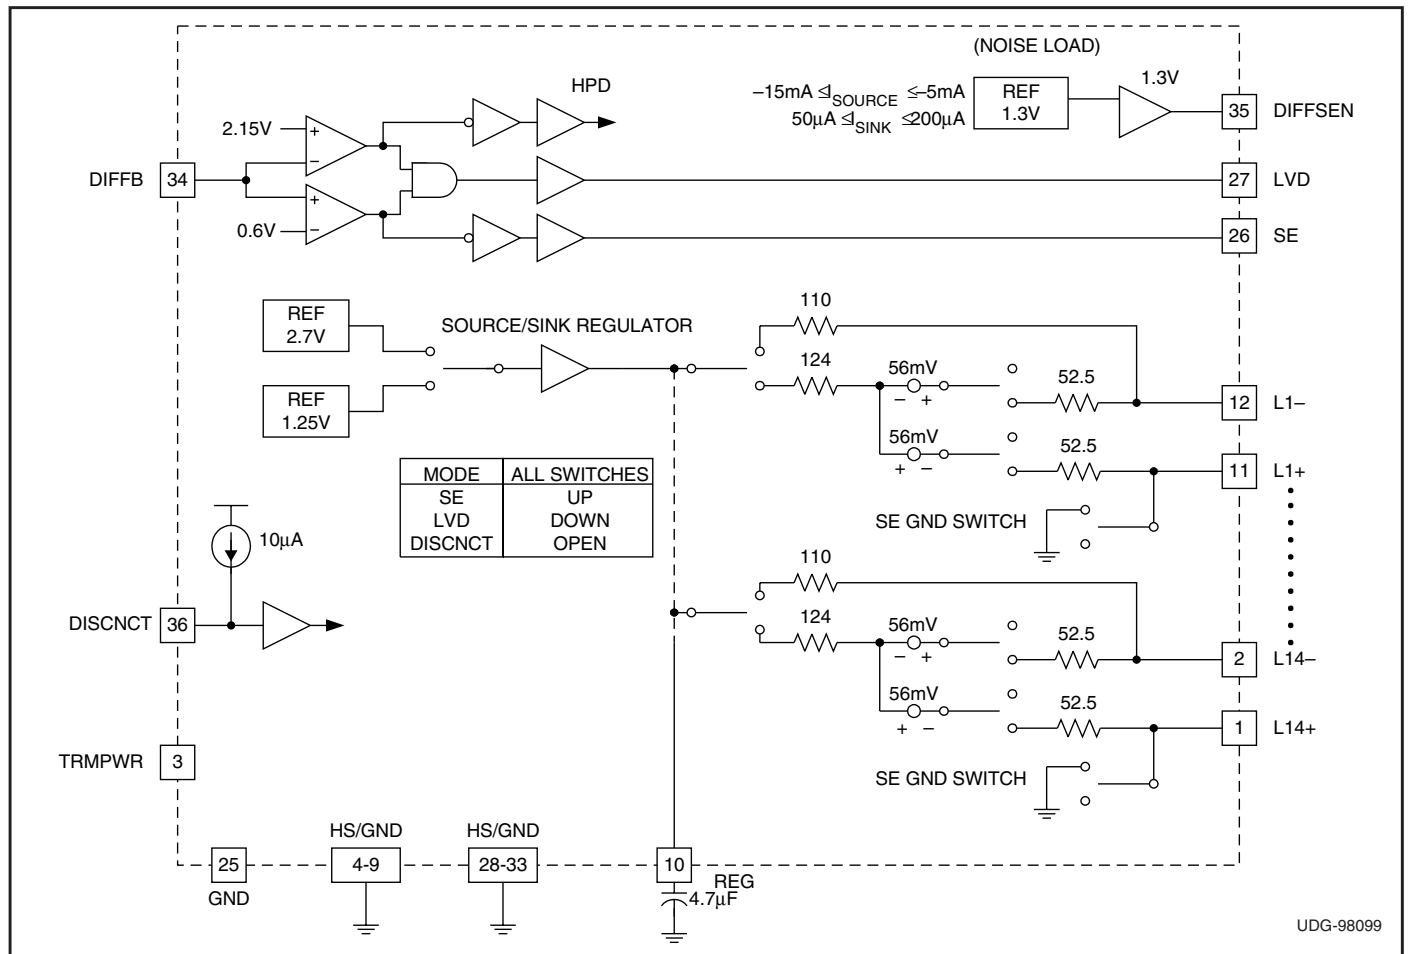 (NOISE LOAD)
HPD
1.3V
–15mA ≤I SOURCE ≤–5mA
REF
1.3V
50µA ≤I SINK ≤200µA
35
DIFFSEN
2.15V
+
–
DIFFB
34
27
LVD
+
–
0.6V
26
SE
REF
2.7V
SOURCE/SINK REGULATOR
110
124
56mV
– +
52.5
12
L1–
REF
1.25V
56mV
+ –
52.5
11
L1+
MODE ALL SWITCHES
SE UP
LVD DOWN
DISCNCT OPEN
SE GND SWITCH
10µA
110
DISCNCT
36
124
56mV
– +
52.5
2
L14–
56mV
+ –
52.5
1
L14+
TRMPWR
3
SE GND SWITCH
HS/GND
HS/GND
25
4-9
28-33
10
GND
REG
4.7µF
UDG-98099